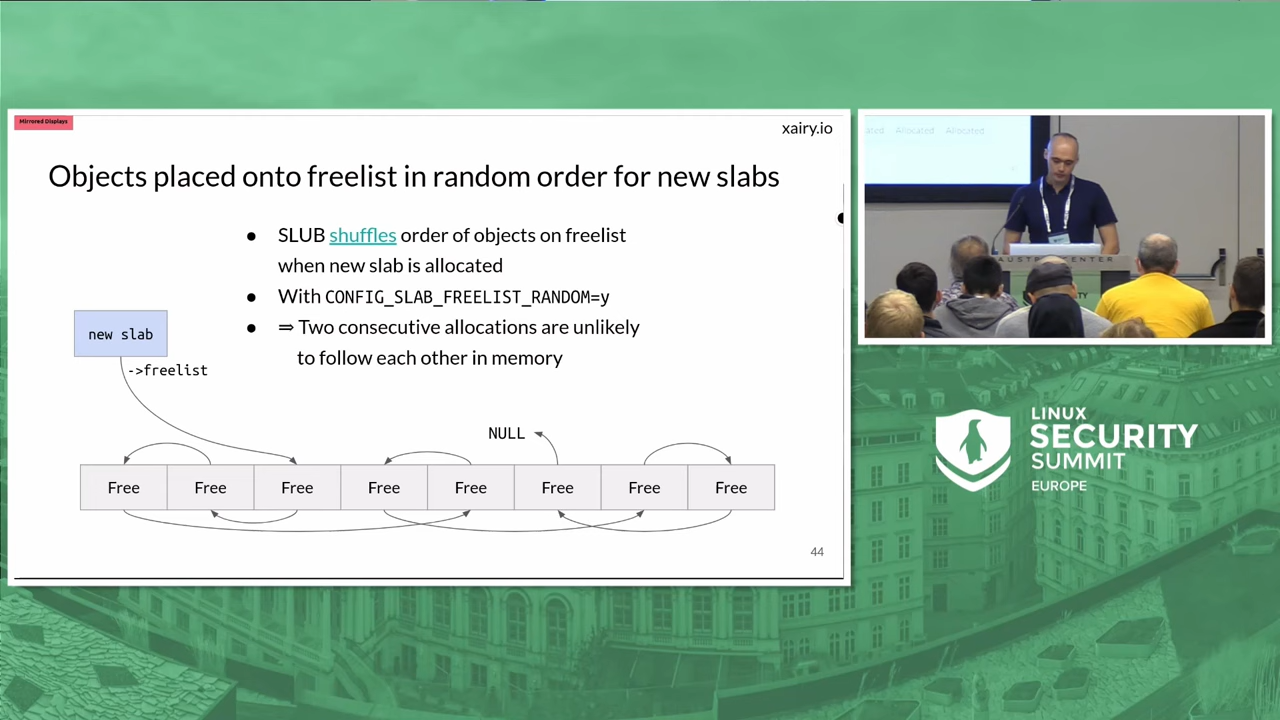 Mirrored Displays
xairy.io
Objects placed onto freelist in random order for new slabs
● SLUB shuffles order of objects on freelist
when new slab is allocated
● With CONFIG_SLAB_FREELIST_RANDOM=y
● ⇒ Two consecutive allocations are unlikely
to follow each other in memory
new slab
->freelist
NULL
Free Free Free Free Free Free Free Free
44
Allocated Allocated
LINUX
SECURITY
SUMMIT
EUROPE